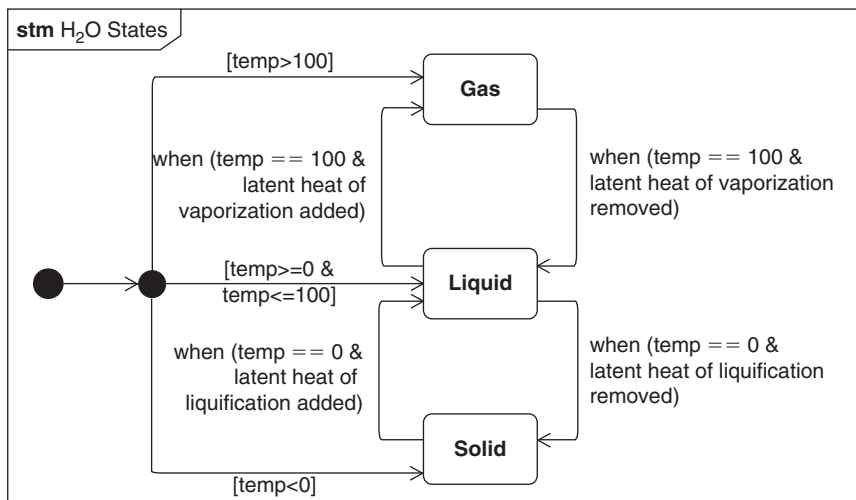 stm H₂O States
[temp>100]
Gas
when (temp == 100 &
latent heat of
vaporization added)
when (temp == 100 &
latent heat of vaporization
removed)
[temp>=0 &
temp<=100]
Liquid
when (temp == 0 &
latent heat of
liquification added)
when (temp == 0 &
latent heat of liquification
removed)
Solid
[temp<0]